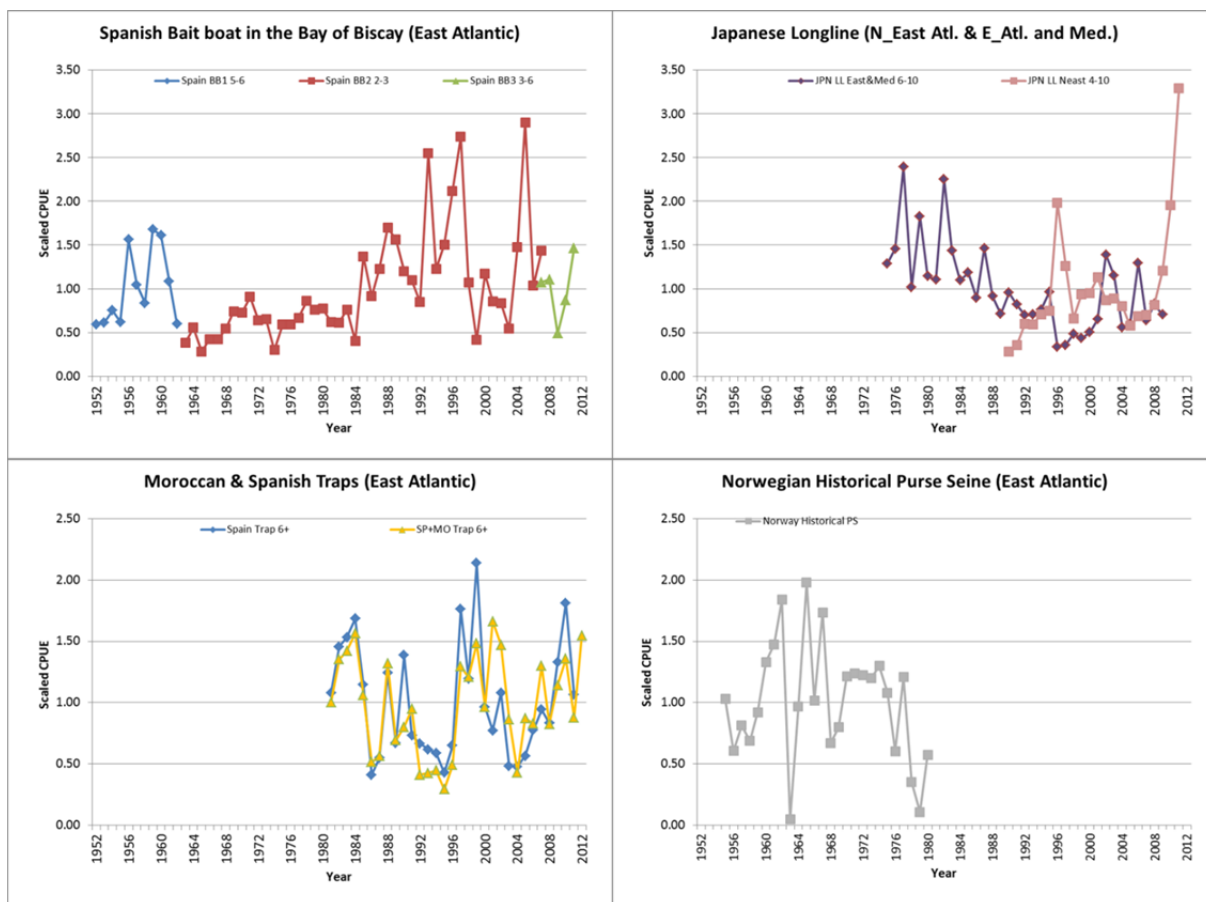 Spanish Bait boat in the Bay of Biscay (East Atlantic)
Spain BB1 5-6 Spain BB2 2-3 Spain BB3 3-6
3.50
3.00
2.50
2.00
1.50
1.00
0.50
0.00
Scaled CPUE
1952 1956 1960 1964 1968 1972 1976 1980 1984 1988 1992 1996 2000 2004 2008 2012
Year
Japanese Longline (N_East Atl. & E_Atl. and Med.)
JPN LL East&Med 6-10 JPN LL Neast 4-10
3.50
3.00
2.50
2.00
1.50
1.00
0.50
0.00
Scaled CPUE
1952 1956 1960 1964 1968 1972 1976 1980 1984 1988 1992 1996 2000 2004 2008 2012
Year
Moroccan & Spanish Traps (East Atlantic)
Spain Trap 6+ SP+MO Trap 6+
2.50
2.00
1.50
1.00
0.50
0.00
Scaled CPUE
1952 1956 1960 1964 1968 1972 1976 1980 1984 1988 1992 1996 2000 2004 2008 2012
Year
Norwegian Historical Purse Seine (East Atlantic)
Norway Historical PS
2.50
2.00
1.50
1.00
0.50
0.00
Scaled CPUE
1952 1956 1960 1964 1968 1972 1976 1980 1984 1988 1992 1996 2000 2004 2008 2012
Year